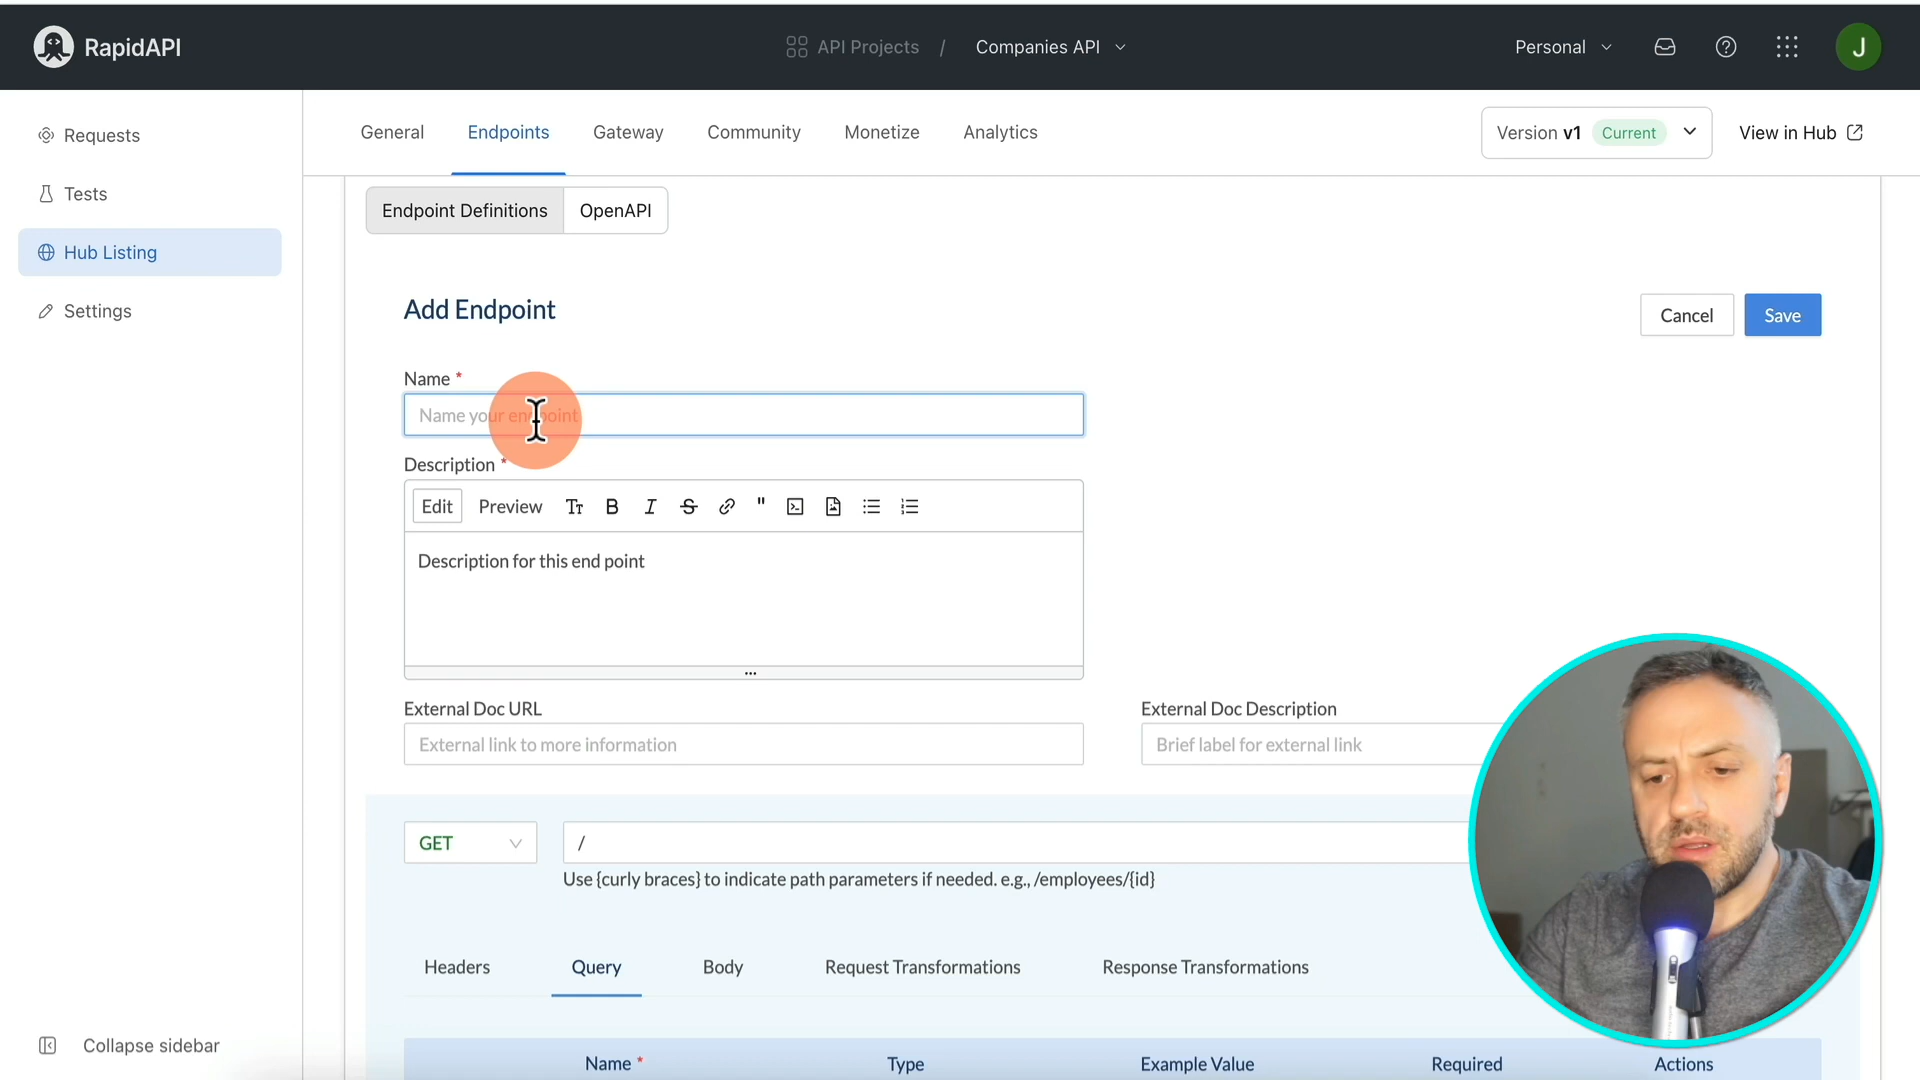 RapidAPI
API Projects / Companies API
Personal
J
Requests
Tests
Hub Listing
Settings
Collapse sidebar
General Endpoints Gateway Community Monetize Analytics
Version v1 Current
View in Hub
Endpoint Definitions OpenAPI
Add Endpoint
Cancel Save
Name *
Name your endpoint
Description *
Edit Preview
Description for this end point
External Doc URL
External link to more information
External Doc Description
Brief label for external link
GET /
Use {curly braces} to indicate path parameters if needed. e.g., /employees/{id}
Headers Query Body Request Transformations Response Transformations
Name * Type Example Value Required Actions